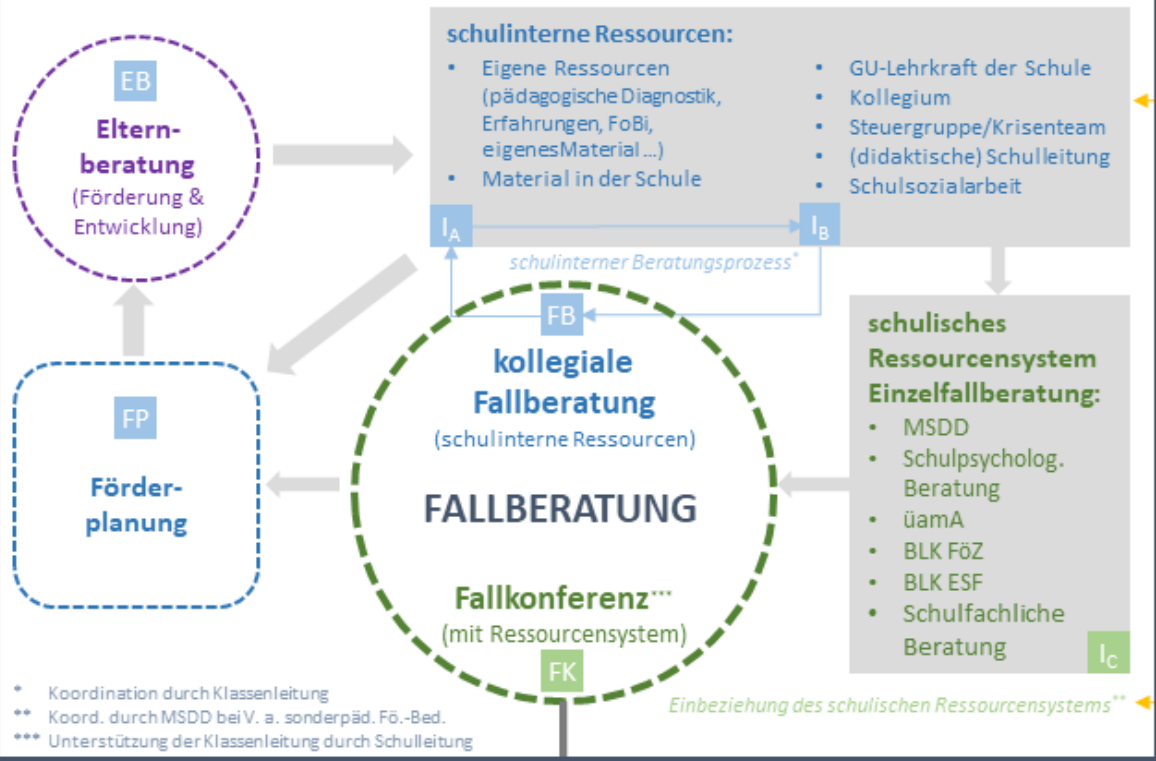 EB
Eltern-
beratung
(Förderung &
Entwicklung)
schulinterne Ressourcen:
• Eigene Ressourcen
(pädagogische Diagnostik,
Erfahrungen, FoBi,
eigenesMaterial...)
• Material in der Schule
• GU-Lehrkraft der Schule
• Kollegium
• Steuergruppe/Krisenteam
• (didaktische) Schulleitung
• Schulsozialarbeit
IA
IB
schulinterner Beratungsprozess*
FB
kollegiale
Fallberatung
(schulinterne Ressourcen)
FALLBERATUNG
Fallkonferenz***
(mit Ressourcensystem)
FK
schulisches
Ressourcensystem
Einzelfallberatung:
• MSDD
• Schulpsycholog.
Beratung
• üamA
• BLK FöZ
• BLK ESF
• Schulfachliche
Beratung
IC
Einbeziehung des schulischen Ressourcensystems**
FP
Förder-
planung
* Koordination durch Klassenleitung
** Koord. durch MSDD bei V. a. sonderpäd. Fö.-Bed.
*** Unterstützung der Klassenleitung durch Schulleitung